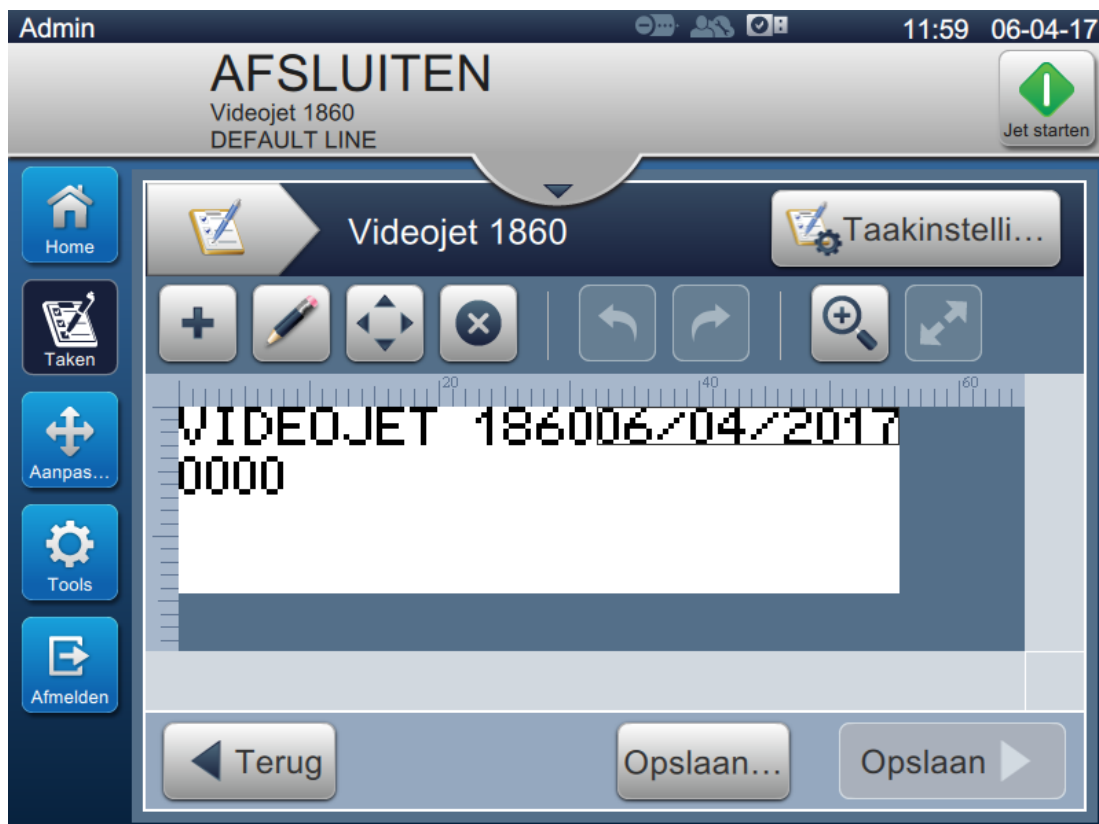 Admin 11:59 06-04-17
AFSLUITEN
Videojet 1860
DEFAULT LINE
Jet starten
Home
Videojet 1860
Taakinstelli...
Taken
20 40 60
VIDEOJET 186006/04/2017
0000
Aanpas...
Tools
Afmelden
Terug
Opslaan...
Opslaan